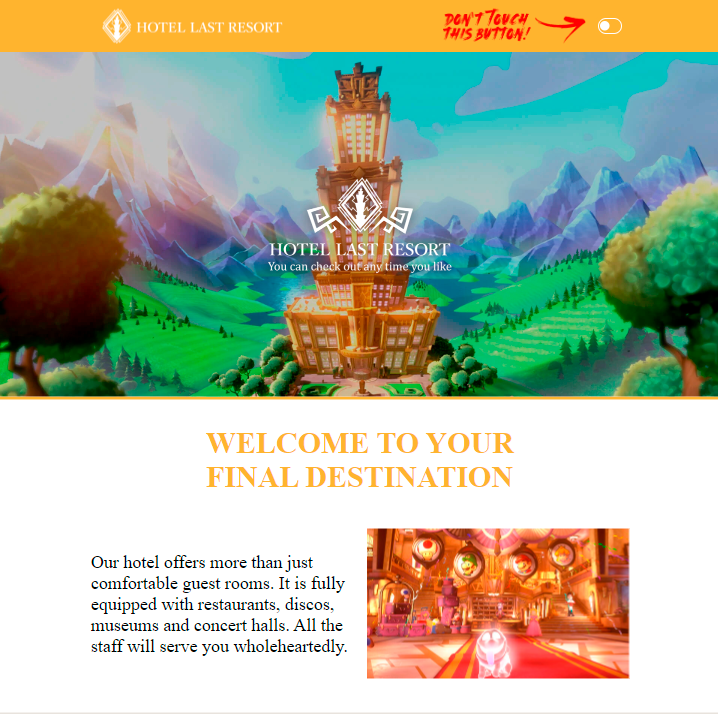 HOTEL LAST RESORT
DON'T TOUCH
THIS BUTTON!
HOTEL LAST RESORT
You can check out any time you like
WELCOME TO YOUR
FINAL DESTINATION
Our hotel offers more than just
comfortable guest rooms. It is fully
equipped with restaurants, discos,
museums and concert halls. All the
staff will serve you wholeheartedly.